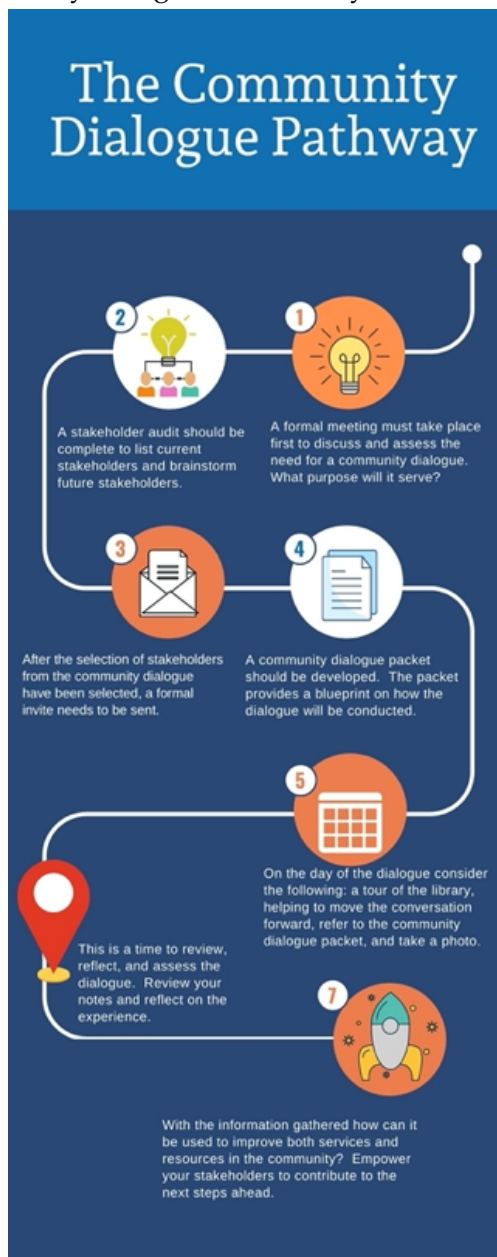 The Community
Dialogue Pathway
1
A formal meeting must take place
first to discuss and assess the
need for a community dialogue.
What purpose will it serve?
2
A stakeholder audit should be
complete to list current
stakeholders and brainstorm
future stakeholders.
3
After the selection of stakeholders
from the community dialogue
have been selected, a formal
invite needs to be sent.
4
A community dialogue packet
should be developed. The packet
provides a blueprint on how the
dialogue will be conducted.
5
On the day of the dialogue consider
the following: a tour of the library,
helping to move the conversation
forward, refer to the community
dialogue packet, and take a photo.
This is a time to review,
reflect, and assess the
dialogue. Review your
notes and reflect on the
experience.
7
With the information gathered how can it
be used to improve both services and
resources in the community? Empower
your stakeholders to contribute to the
next steps ahead.